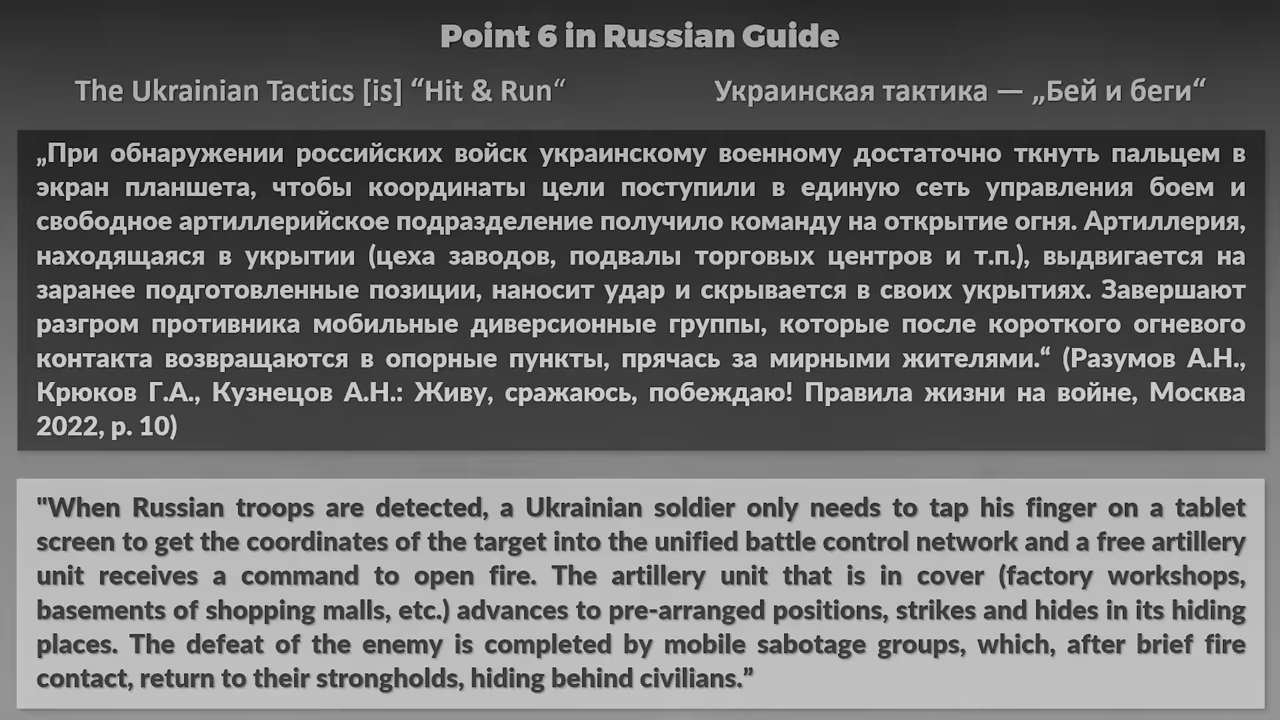 Point 6 in Russian Guide
The Ukrainian Tactics [is] “Hit & Run“
Украинская тактика — „Бей и беги“
„При обнаружении российских войск украинскому военному достаточно ткнуть пальцем в
экран планшета, чтобы координаты цели поступили в единую сеть управления боем и
свободное артиллерийское подразделение получило команду на открытие огня. Артиллерия,
находящаяся в укрытии (цеха заводов, подвалы торговых центров и т.п.), выдвигается на
заранее подготовленные позиции, наносит удар и скрывается в своих укрытиях. Завершают
разгром противника мобильные диверсионные группы, которые после короткого огневого
контакта возвращаются в опорные пункты, прячась за мирными жителями.“ (Разумов А.Н.,
Крюков Г.А., Кузнецов А.Н.: Живу, сражаюсь, побеждаю! Правила жизни на войне, Москва
2022, p. 10)
"When Russian troops are detected, a Ukrainian soldier only needs to tap his finger on a tablet
screen to get the coordinates of the target into the unified battle control network and a free artillery
unit receives a command to open fire. The artillery unit that is in cover (factory workshops,
basements of shopping malls, etc.) advances to pre-arranged positions, strikes and hides in its hiding
places. The defeat of the enemy is completed by mobile sabotage groups, which, after brief fire
contact, return to their strongholds, hiding behind civilians.”